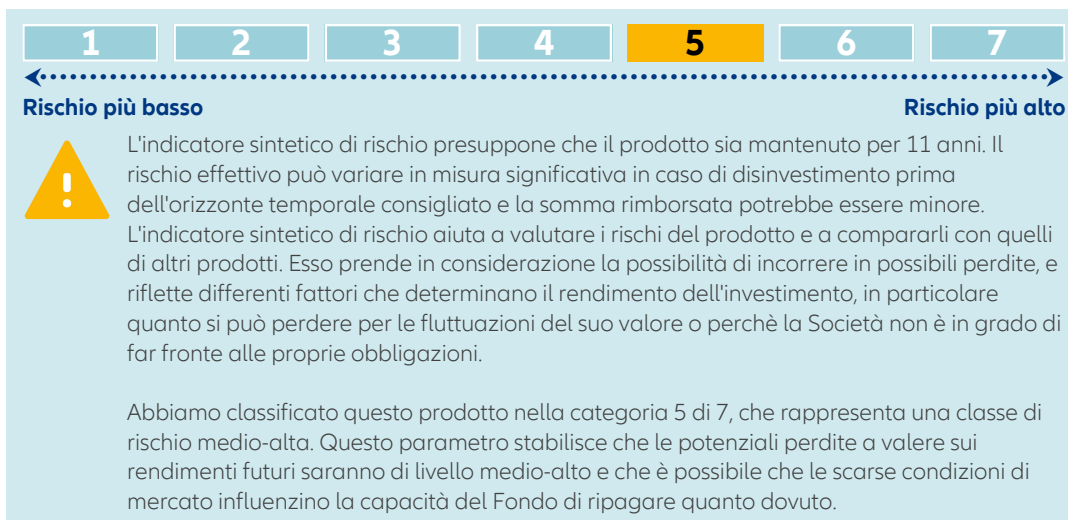 1 2 3 4 5 6 7
Rischio più basso Rischio più alto
L'indicatore sintetico di rischio presuppone che il prodotto sia mantenuto per 11 anni. Il
rischio effettivo può variare in misura significativa in caso di disinvestimento prima
dell'orizzonte temporale consigliato e la somma rimborsata potrebbe essere minore.
L'indicatore sintetico di rischio aiuta a valutare i rischi del prodotto e a compararli con quelli
di altri prodotti. Esso prende in considerazione la possibilità di incorrere in possibili perdite, e
riflette differenti fattori che determinano il rendimento dell'investimento, in particolare
quanto si può perdere per le fluttuazioni del suo valore o perchè la Società non è in grado di
far fronte alle proprie obbligazioni.
Abbiamo classificato questo prodotto nella categoria 5 di 7, che rappresenta una classe di
rischio medio-alta. Questo parametro stabilisce che le potenziali perdite a valere sui
rendimenti futuri saranno di livello medio-alto e che è possibile che le scarse condizioni di
mercato influenzino la capacità del Fondo di ripagare quanto dovuto.